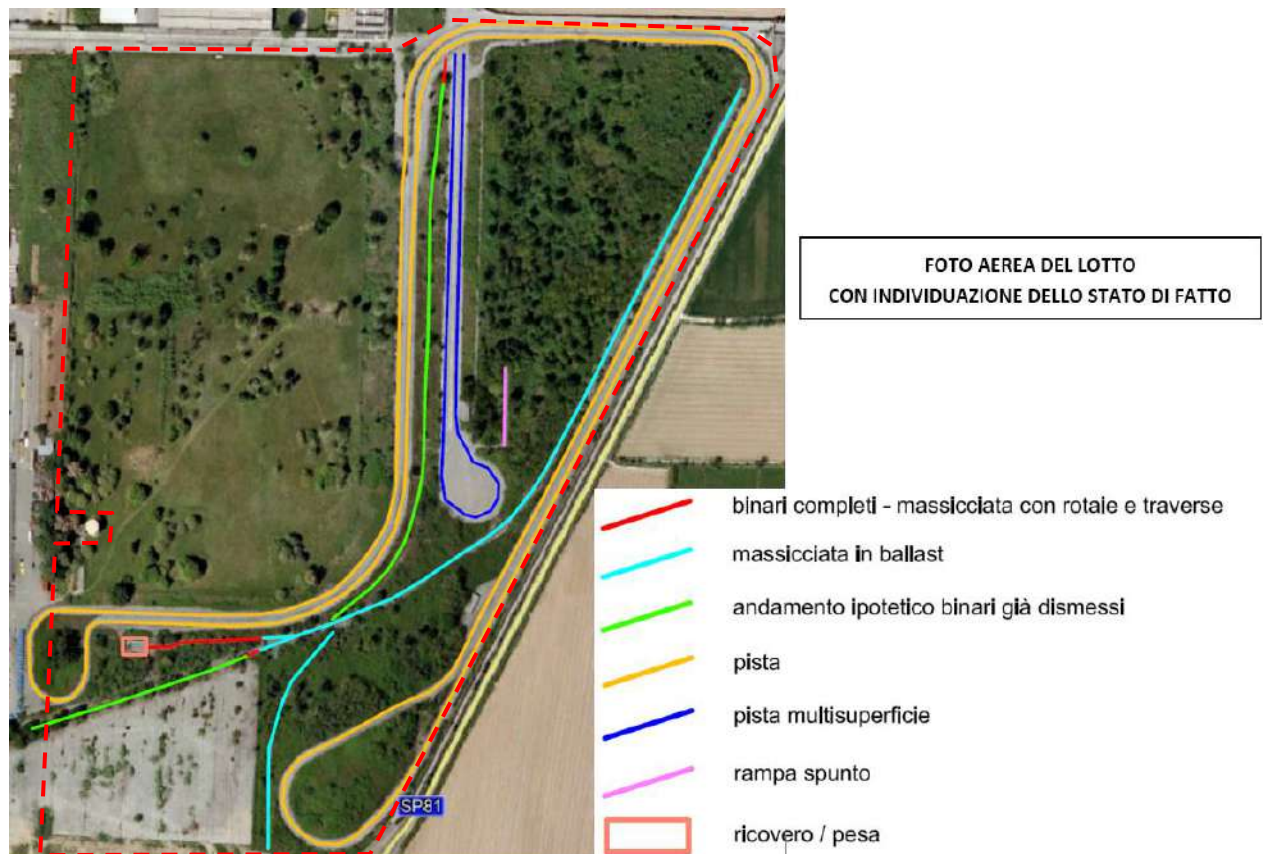 FOTO AEREA DEL LOTTO
CON INDIVIDUAZIONE DELLO STATO DI FATTO
binari completi - massicciata con rotaie e traverse
massicciata in ballast
andamento ipotetico binari già dismessi
pista
pista multisuperficie
rampa spunto
SP81
ricovero / pesa